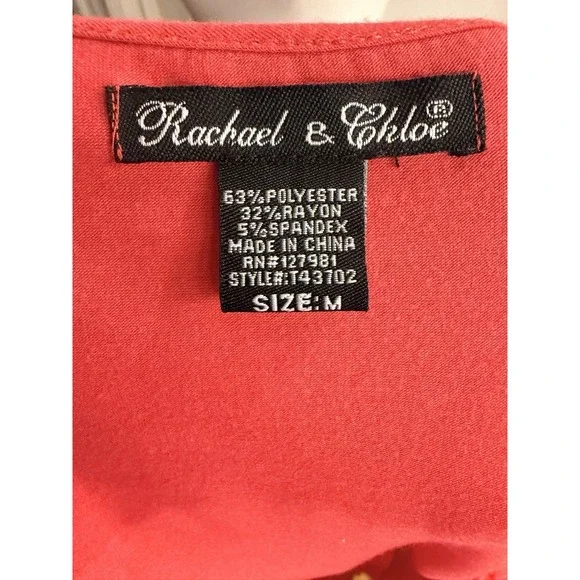 Rachael & Chloe®
63%POLYESTER
32%RAYON
5%SPANDEX
MADE IN CHINA
RN#127981
STYLE#:T43702
SIZE:M